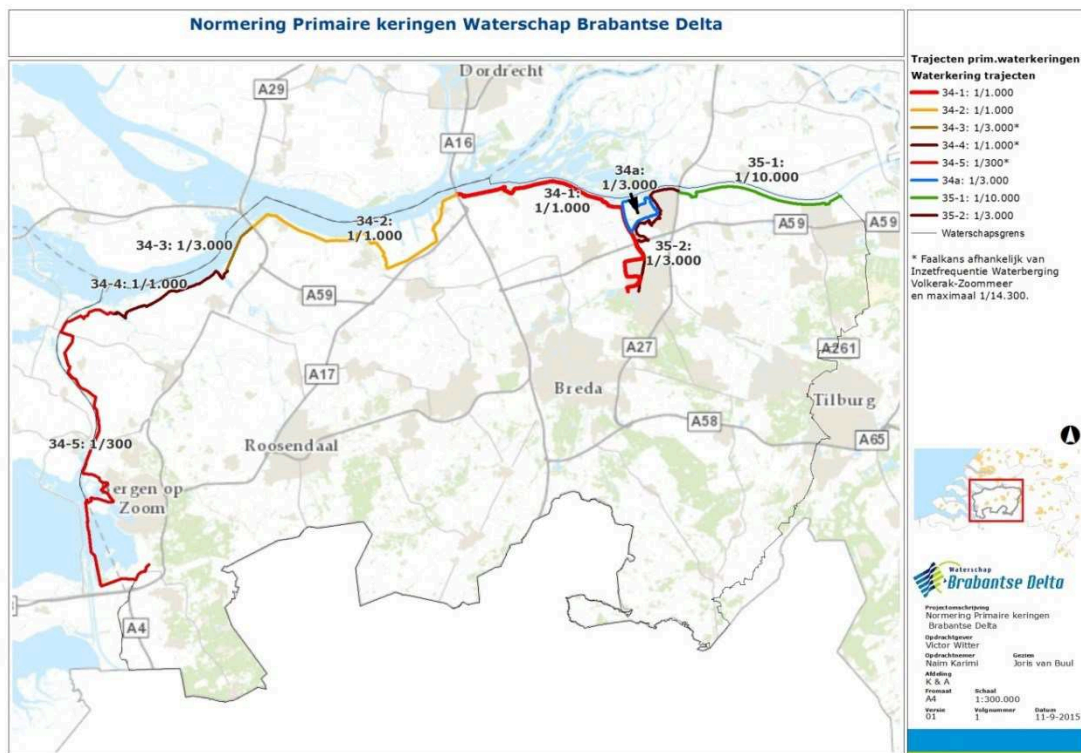 Normering Primaire keringen Waterschap Brabantse Delta
Dordrecht
A29
A16
34a:
1/3.000
35-1:
1/10.000
34-1:
1/1.000
34-2:
1/1.000
A59
A59
34-3: 1/3.000
35-2:
1/3.000
34-4: 1/1.000
A59
A27
A261
A17
Breda
Tilburg
A58
A65
Roosendaal
34-5: 1/300
ergen op
Zoom
A4
Trajecten prim.waterkeringen
Waterkering trajecten
34-1: 1/1.000
34-2: 1/1.000
34-3: 1/3.000*
34-4: 1/1.000*
34-5: 1/300*
34a: 1/3.000
35-1: 1/10.000
35-2: 1/3.000
Waterschapsgrens
* Faalkans afhankelijk van
Inzetfrequentie Waterberging
Volkerak-Zoommeer
en maximaal 1/14.300.
Waterschap
Brabantse Delta
Projectomschrijving
Normering Primaire keringen
Brabantse Delta
Opdrachtgever
Victor Witter
Opdrachtnemer Gezien
Naim Karimi Joris van Buul
Afdeling
K & A
Formaat Schaal
A4 1:300.000
Versie Volgnummer Datum
01 1 11-9-2015